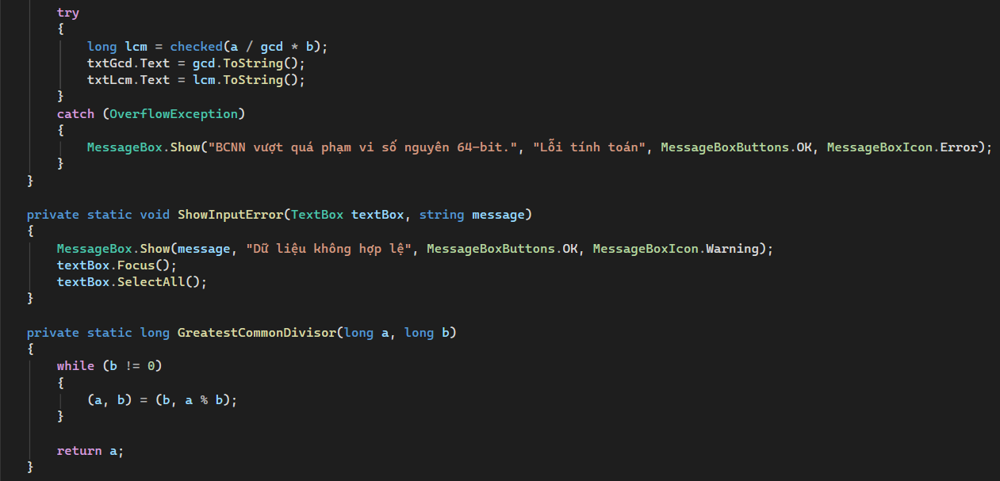 try
{
long lcm = checked(a / gcd * b);
txtGcd.Text = gcd.ToString();
txtLcm.Text = lcm.ToString();
}
catch (OverflowException)
{
MessageBox.Show("BCNN vượt quá phạm vi số nguyên 64-bit.", "Lỗi tính toán", MessageBoxButtons.OK, MessageBoxIcon.Error);
}
}
private static void ShowInputError(TextBox textBox, string message)
{
MessageBox.Show(message, "Dữ liệu không hợp lệ", MessageBoxButtons.OK, MessageBoxIcon.Warning);
textBox.Focus();
textBox.SelectAll();
}
private static long GreatestCommonDivisor(long a, long b)
{
while (b != 0)
{
(a, b) = (b, a % b);
}
return a;
}